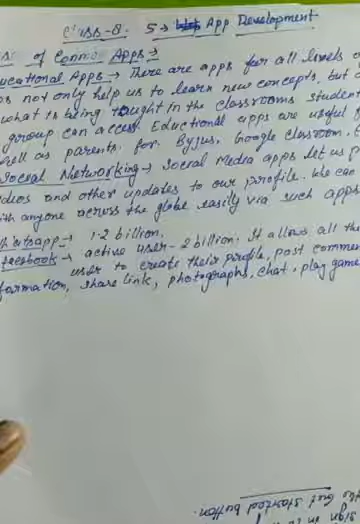 Class-8. 5→ App Development
of Common Apps→
ucational Apps → There are apps for all levels o
s not only help us to learn new concepts, but a
what is being taught in the classrooms student
group can access Educational apps are useful f
well as parents. for. Byjus, Google Classroom.
Social Networking → Social Media apps let us p
deos and other updates to our profile. We can
ith anyone across the globe easily via such apps
Whatsapp → 1.2 billion.
facebook → active user - 2 billion. It allows all the
user to create their profile, post commen
formation, share link, photographs, chat, play game
Get started button.
sign in